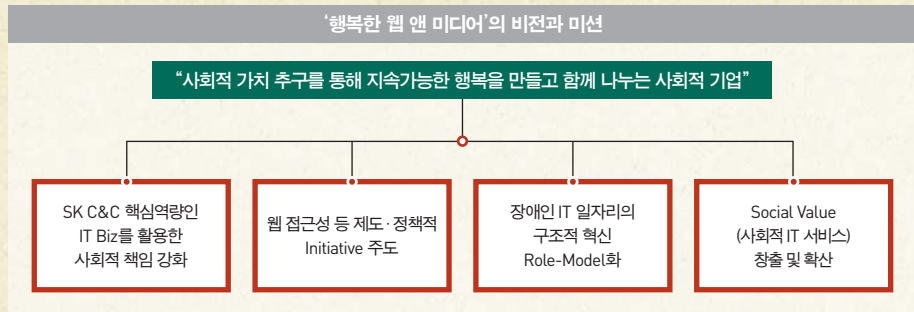 ‘행복한 웹 앤 미디어’의 비전과 미션
“사회적 가치 추구를 통해 지속가능한 행복을 만들고 함께 나누는 사회적 기업”
SK C&C 핵심역량인
IT Biz를 활용한
사회적 책임 강화
웹 접근성 등 제도·정책적
Initiative 주도
장애인 IT 일자리의
구조적 혁신
Role-Model화
Social Value
(사회적 IT 서비스)
창출 및 확산